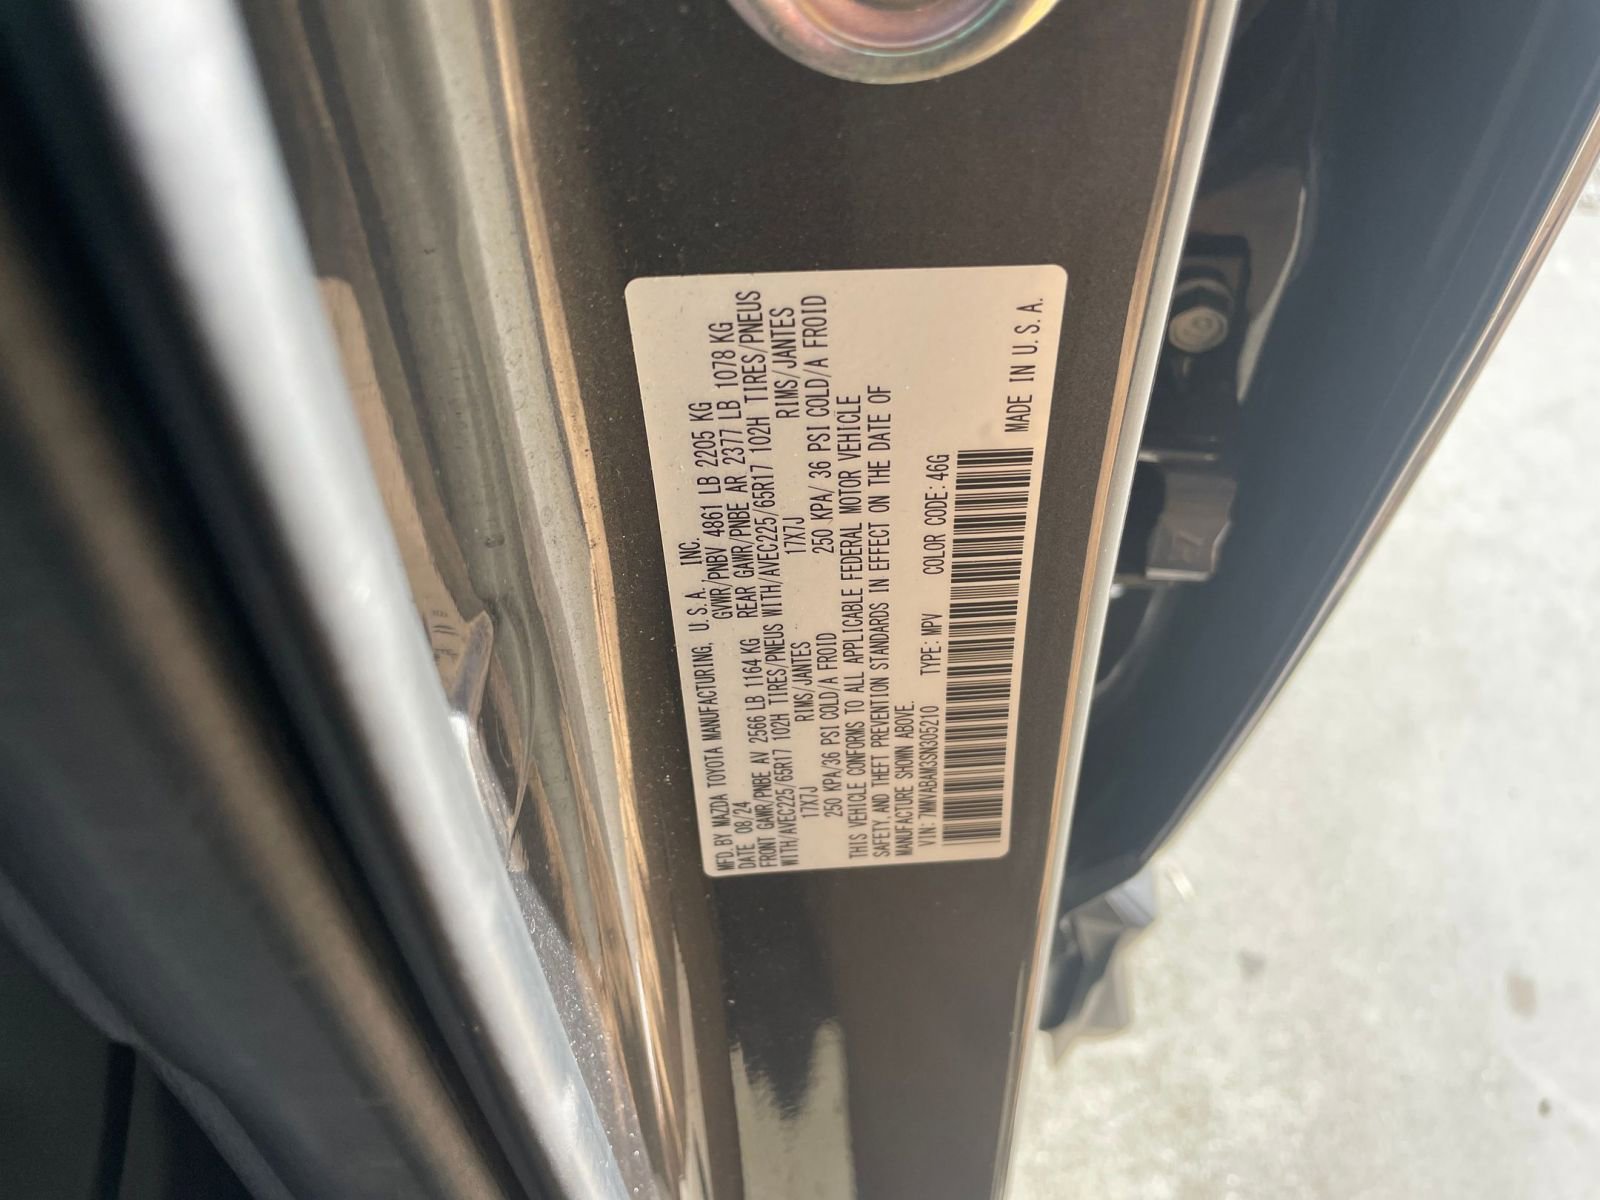 MFD. BY MAZDA TOYOTA MANUFACTURING, U.S.A. INC.
DATE 08/24 GVWR/PNBV 4861 LB 2205 KG
FRONT GAWR/PNBE AV 2566 LB 1164 KG REAR GAWR/PNBE AR 2377 LB 1078 KG
WITH/AVEC225/65R17 102H TIRES/PNEUS WITH/AVEC225/65R17 102H TIRES/PNEUS
17X7J RIMS/JANTES 17X7J RIMS/JANTES
250 KPA/36 PSI COLD/A FROID 250 KPA/ 36 PSI COLD/A FROID
THIS VEHICLE CONFORMS TO ALL APPLICABLE FEDERAL MOTOR VEHICLE
SAFETY, AND THEFT PREVENTION STANDARDS IN EFFECT ON THE DATE OF
MANUFACTURE SHOWN ABOVE.
VIN: 7MMVABAM3SN305210 TYPE: MPV COLOR CODE: 46G
MADE IN U.S.A.